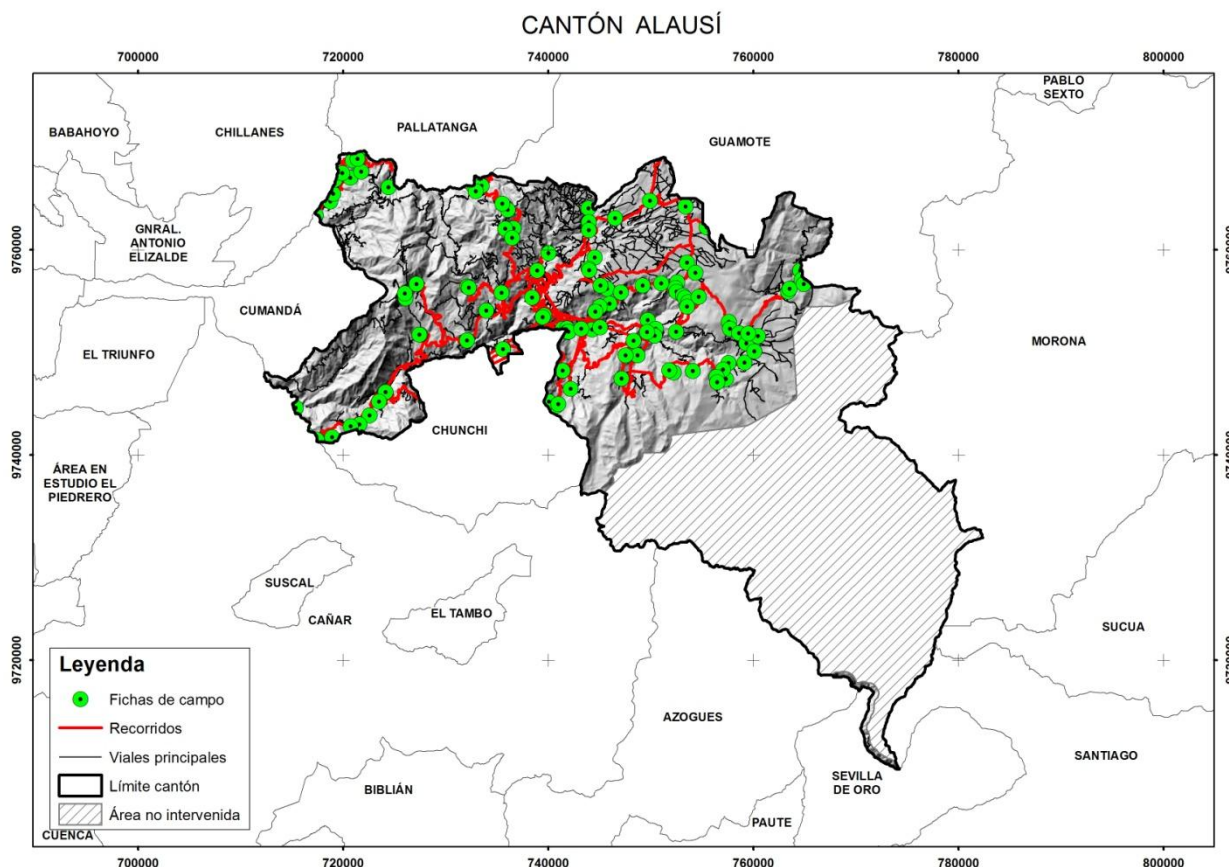 CANTÓN ALAUSÍ
700000
720000
740000
760000
780000
800000
PABLO
SEXTO
BABAHOYO
CHILLANES
PALLATANGA
GUAMOTE
9760000
GNRAL.
ANTONIO
ELIZALDE
9760000
CUMANDÁ
EL TRIUNFO
MORONA
CHUNCHI
9740000
ÁREA EN
ESTUDIO EL
PIEDRERO
9740000
SUSCAL
CAÑAR
EL TAMBO
SUCUA
9720000
9720000
Leyenda
Fichas de campo
Recorridos
Viales principales
Límite cantón
Área no intervenida
AZOGUES
SANTIAGO
SEVILLA
DE ORO
BIBLIÁN
PAUTE
CUENCA
700000
720000
740000
760000
780000
800000